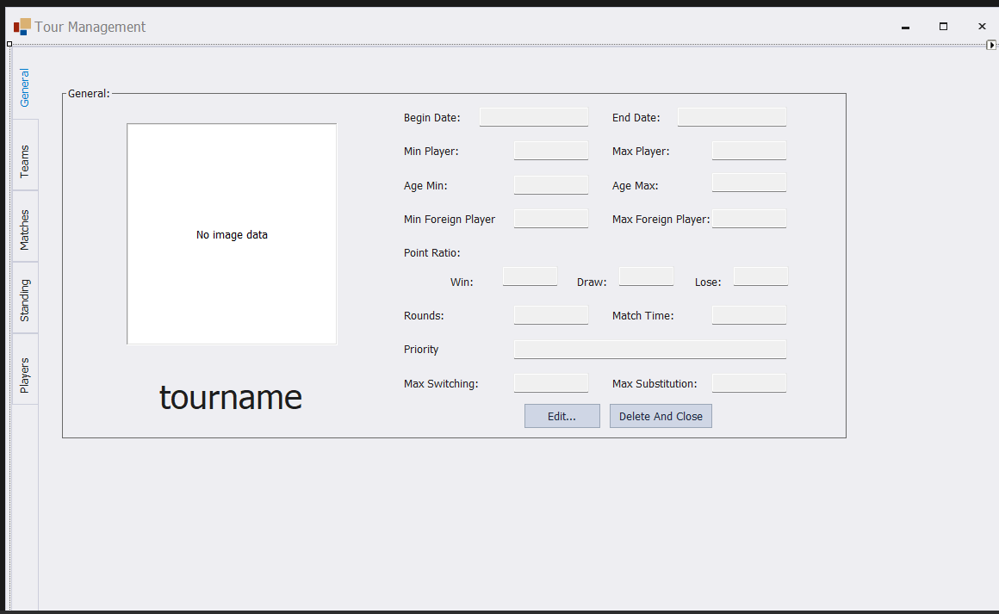 Tour Management
General
Teams
Matches
Standing
Players
General:
No image data
tourname
Begin Date: End Date:
Min Player: Max Player:
Age Min: Age Max:
Min Foreign Player Max Foreign Player:
Point Ratio:
Win: Draw: Lose:
Rounds: Match Time:
Priority
Max Switching: Max Substitution:
Edit... Delete And Close